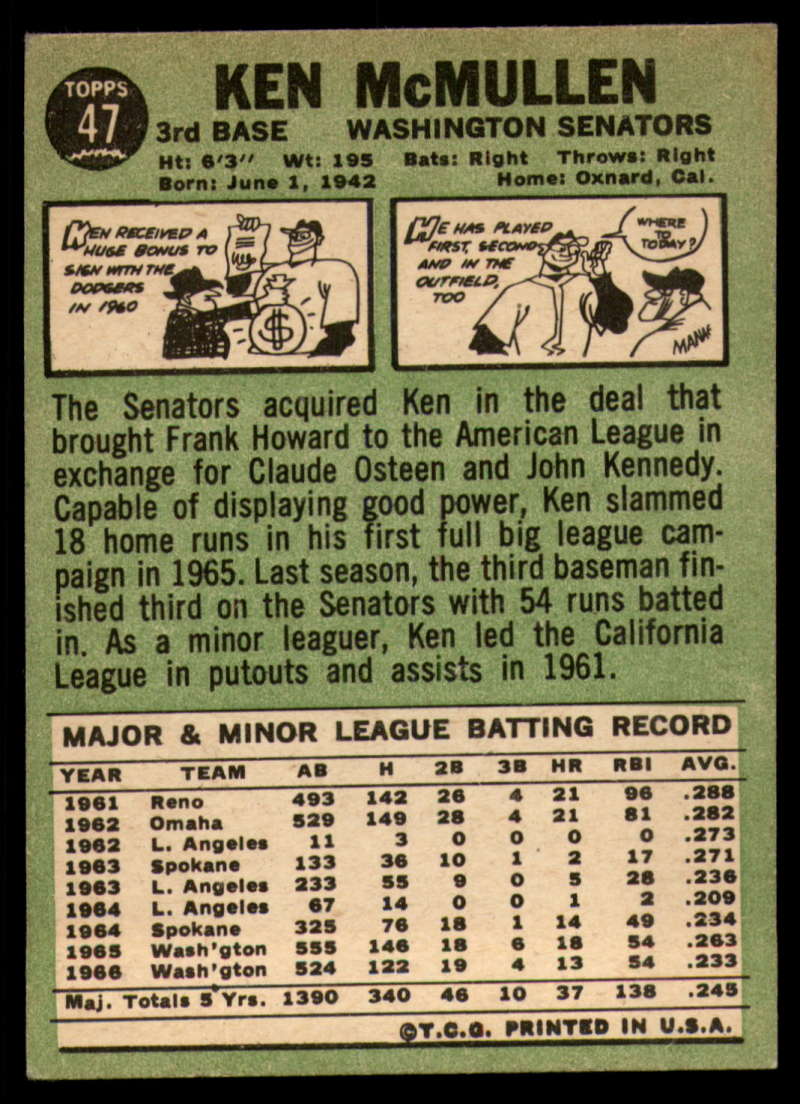 TOPPS
47
KEN McMULLEN
3rd BASE WASHINGTON SENATORS
Ht: 6'3" Wt: 195 Bats: Right Throws: Right
Born: June 1, 1942 Home: Oxnard, Cal.
KEN RECEIVED A
HUGE BONUS TO
SIGN WITH THE
DODGERS
IN 1960
$
HE HAS PLAYED
FIRST, SECOND,
AND IN THE
OUTFIELD,
TOO
WHERE
TO
TODAY?
MANAF
The Senators acquired Ken in the deal that
brought Frank Howard to the American League in
exchange for Claude Osteen and John Kennedy.
Capable of displaying good power, Ken slammed
18 home runs in his first full big league cam-
paign in 1965. Last season, the third baseman fin-
ished third on the Senators with 54 runs batted
in. As a minor leaguer, Ken led the California
League in putouts and assists in 1961.
MAJOR & MINOR LEAGUE BATTING RECORD
YEAR TEAM AB H 2B 3B HR RBI AVG.
1961 Reno 493 142 26 4 21 96 .288
1962 Omaha 529 149 28 4 21 81 .282
1962 L. Angeles 11 3 0 0 0 0 .273
1963 Spokane 133 36 10 1 2 17 .271
1963 L. Angeles 233 55 9 0 5 28 .236
1964 L. Angeles 67 14 0 0 1 2 .209
1964 Spokane 325 76 18 1 14 49 .234
1965 Wash'gton 555 146 18 6 18 54 .263
1966 Wash'gton 524 122 19 4 13 54 .233
Maj. Totals 5 Yrs. 1390 340 46 10 37 138 .245
©T.C.G. PRINTED IN U.S.A.